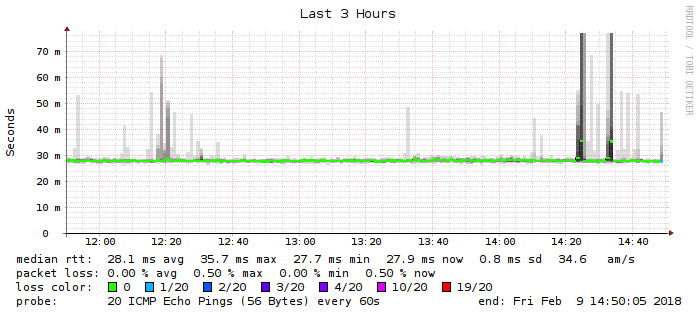 Last 3 Hours
RRDTOOL / TOBI OETIKER
Seconds
70 m
60 m
50 m
40 m
30 m
20 m
10 m
0
12:00 12:20 12:40 13:00 13:20 13:40 14:00 14:20 14:40
median rtt: 28.1 ms avg 35.7 ms max 27.7 ms min 27.9 ms now 0.8 ms sd 34.6 am/s
packet loss: 0.00 % avg 0.50 % max 0.00 % min 0.50 % now
loss color: 0 1/20 2/20 3/20 4/20 10/20 19/20
probe: 20 ICMP Echo Pings (56 Bytes) every 60s end: Fri Feb 9 14:50:05 2018